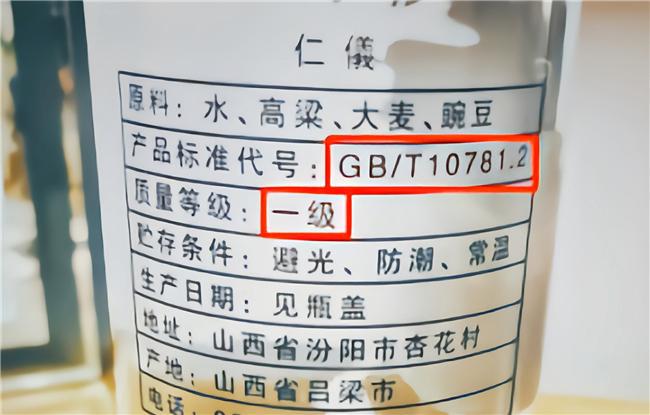 仁儀
原料：水、高粱、大麦、豌豆
产品标准代号：GB/T10781.2
质量等级：一级
贮存条件：避光、防潮、常温
生产日期：见瓶盖
地址：山西省汾阳市杏花村
产地：山西省吕梁市
电话：